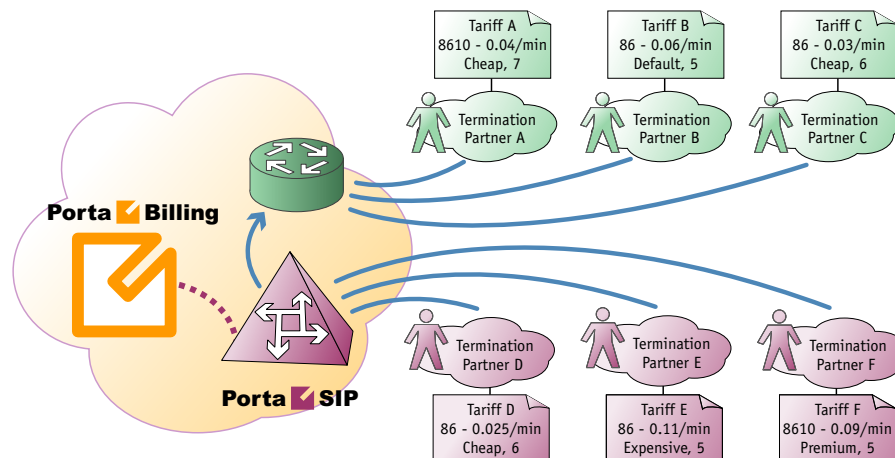 Tariff A
8610 - 0.04/min
Cheap, 7
Tariff B
86 - 0.06/min
Default, 5
Tariff C
86 - 0.03/min
Cheap, 6
Termination
Partner A
Termination
Partner B
Termination
Partner C
Porta Billing
Porta SIP
Termination
Partner D
Termination
Partner E
Termination
Partner F
Tariff D
86 - 0.025/min
Cheap, 6
Tariff E
86 - 0.11/min
Expensive, 5
Tariff F
8610 - 0.09/min
Premium, 5